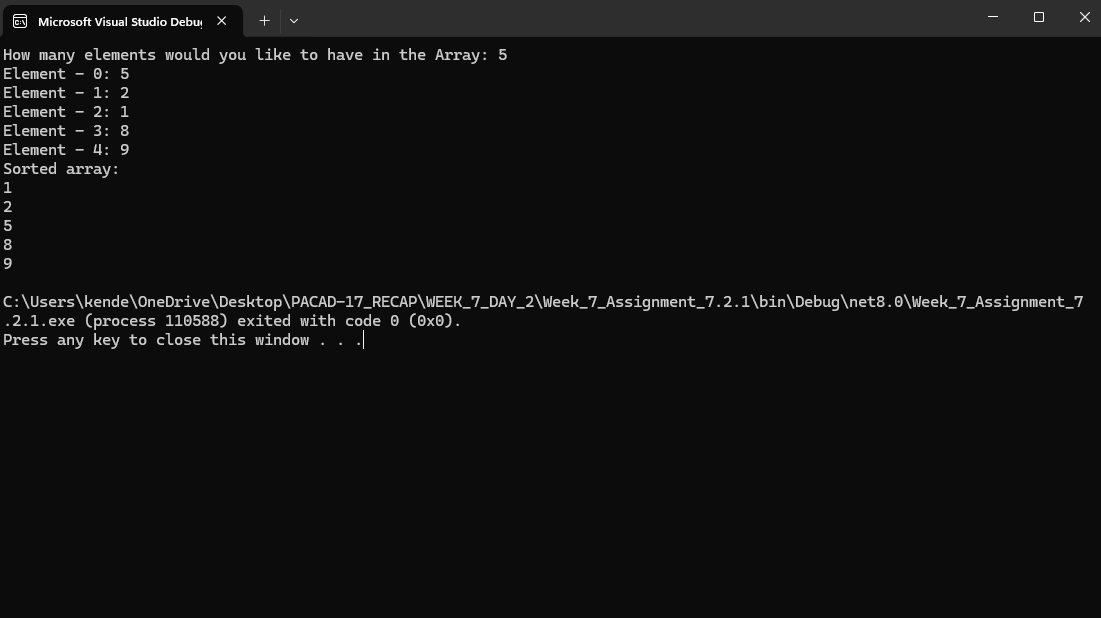 Microsoft Visual Studio Debu
How many elements would you like to have in the Array: 5
Element - 0: 5
Element - 1: 2
Element - 2: 1
Element - 3: 8
Element - 4: 9
Sorted array:
1
2
5
8
9
C:\Users\kende\OneDrive\Desktop\PACAD-17_RECAP\WEEK_7_DAY_2\Week_7_Assignment_7.2.1\bin\Debug\net8.0\Week_7_Assignment_7
.2.1.exe (process 110588) exited with code 0 (0x0).
Press any key to close this window . . .